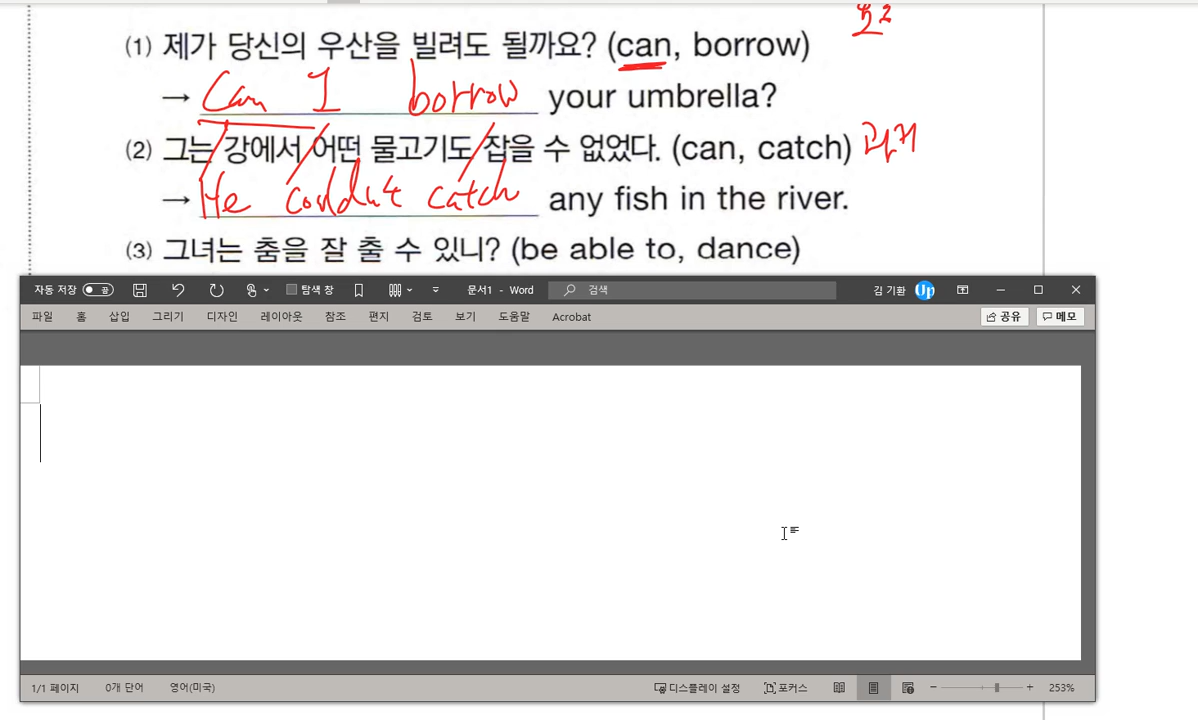 (1) 제가 당신의 우산을 빌려도 될까요? (can, borrow)
→ Can I borrow your umbrella?
(2) 그는 강에서 어떤 물고기도 잡을 수 없었다. (can, catch) 과거
→ He couldn't catch any fish in the river.
(3) 그녀는 춤을 잘 출 수 있니? (be able to, dance)
자동 저장 끔 탐색 창 문서1 - Word 검색 김 기환 Up
파일 홈 삽입 그리기 디자인 레이아웃 참조 편지 검토 보기 도움말 Acrobat 공유 메모
1/1 페이지 0개 단어 영어(미국) 디스플레이 설정 포커스 253%